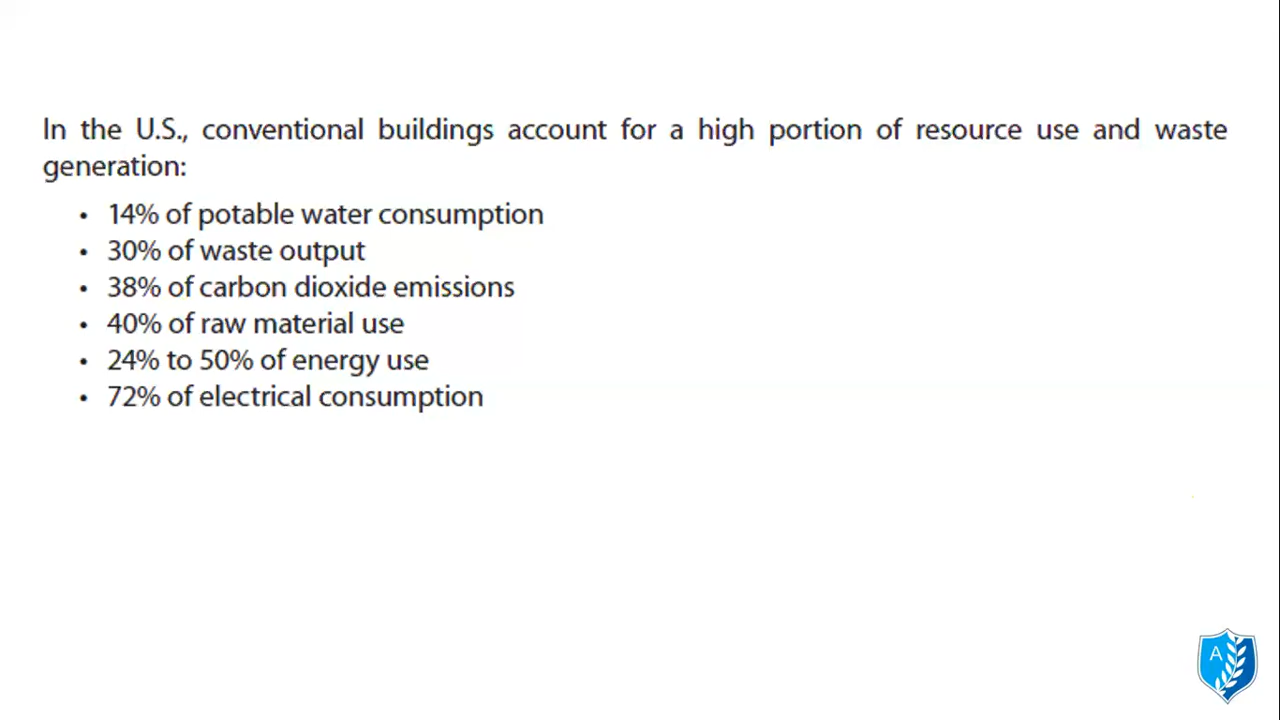 In the U.S., conventional buildings account for a high portion of resource use and waste
generation:
• 14% of potable water consumption
• 30% of waste output
• 38% of carbon dioxide emissions
• 40% of raw material use
• 24% to 50% of energy use
• 72% of electrical consumption
A